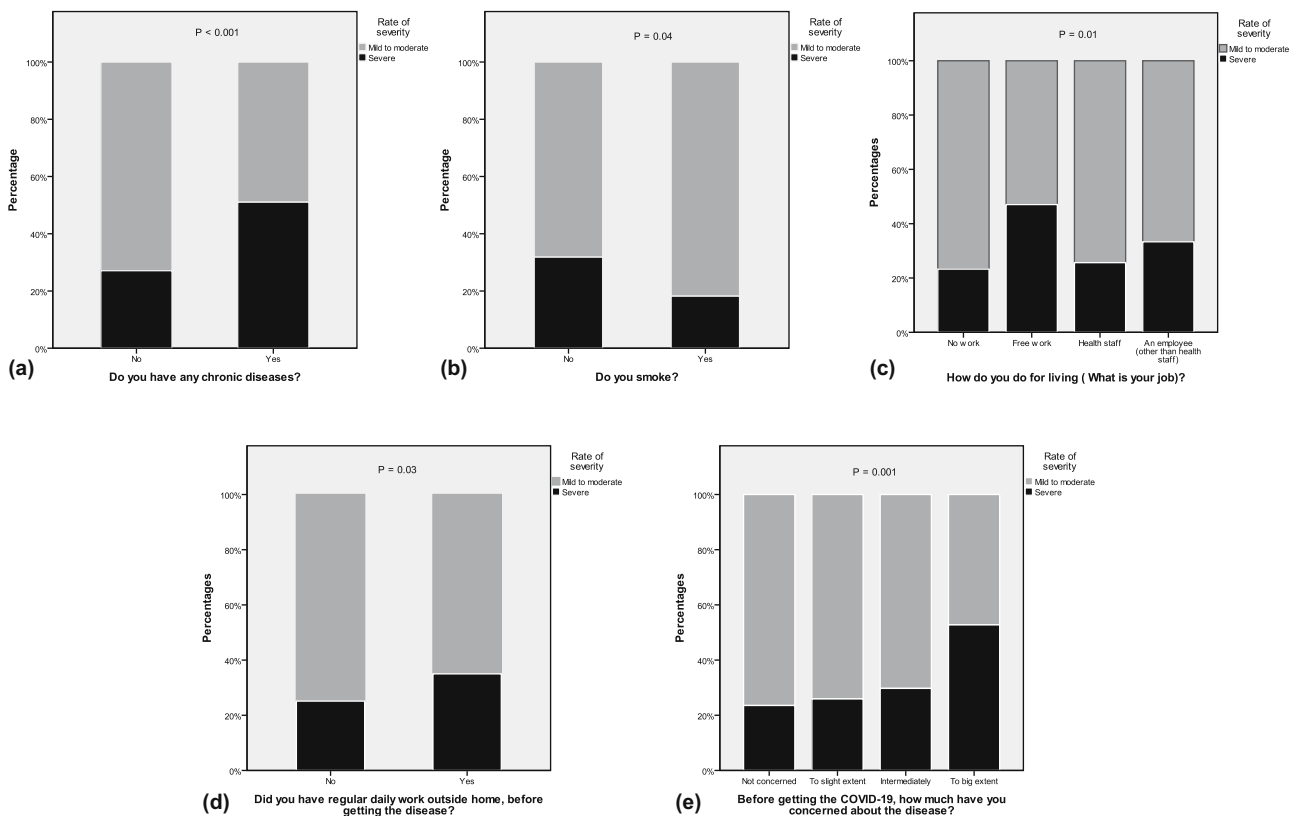 Rate of
severity
P < 0.001
Mild to moderate
Severe
100%
80%
60%
40%
20%
0%
Percentage
No
Yes
(a)
Do you have any chronic diseases?
Rate of
severity
P = 0.04
Mild to moderate
Severe
100%
80%
60%
40%
20%
0%
Percentage
No
Yes
(b)
Do you smoke?
Rate of
severity
P = 0.01
Mild to moderate
Severe
100%
80%
60%
40%
20%
0%
Percentages
No work
Free work
Health staff
An employee
(other than health
staff)
(c)
How do you do for living ( What is your job)?
Rate of
severity
P = 0.03
Mild to moderate
Severe
100%
80%
60%
40%
20%
0%
Percentages
No
Yes
(d)
Did you have regular daily work outside home, before
getting the disease?
Rate of
severity
P = 0.001
Mild to moderate
Severe
100%
80%
60%
40%
20%
0%
Percentages
Not concerned
To slight extent
Intermediately
To big extent
(e)
Before getting the COVID-19, how much have you
concerned about the disease?